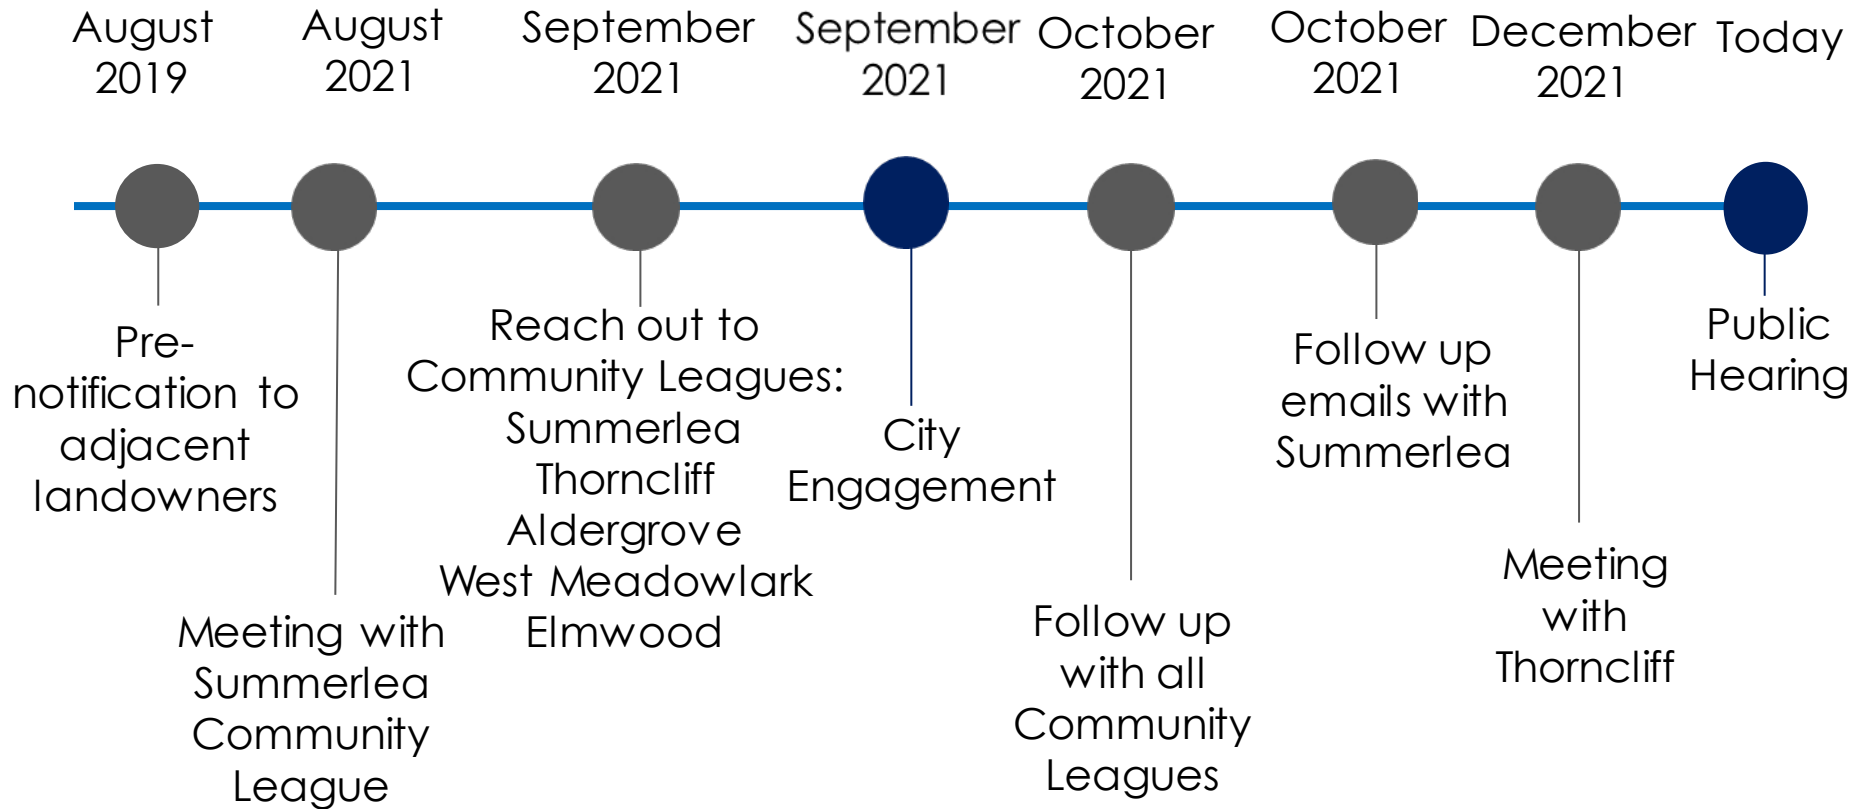 August
2019
August
2021
September
2021
September
2021
October
2021
October
2021
December
2021
Today
Pre-
notification to
adjacent
landowners
Meeting with
Summerlea
Community
League
Reach out to
Community Leagues:
Summerlea
Thorncliff
Aldergrove
West Meadowlark
Elmwood
City
Engagement
Follow up
with all
Community
Leagues
Follow up
emails with
Summerlea
Meeting
with
Thorncliff
Public
Hearing